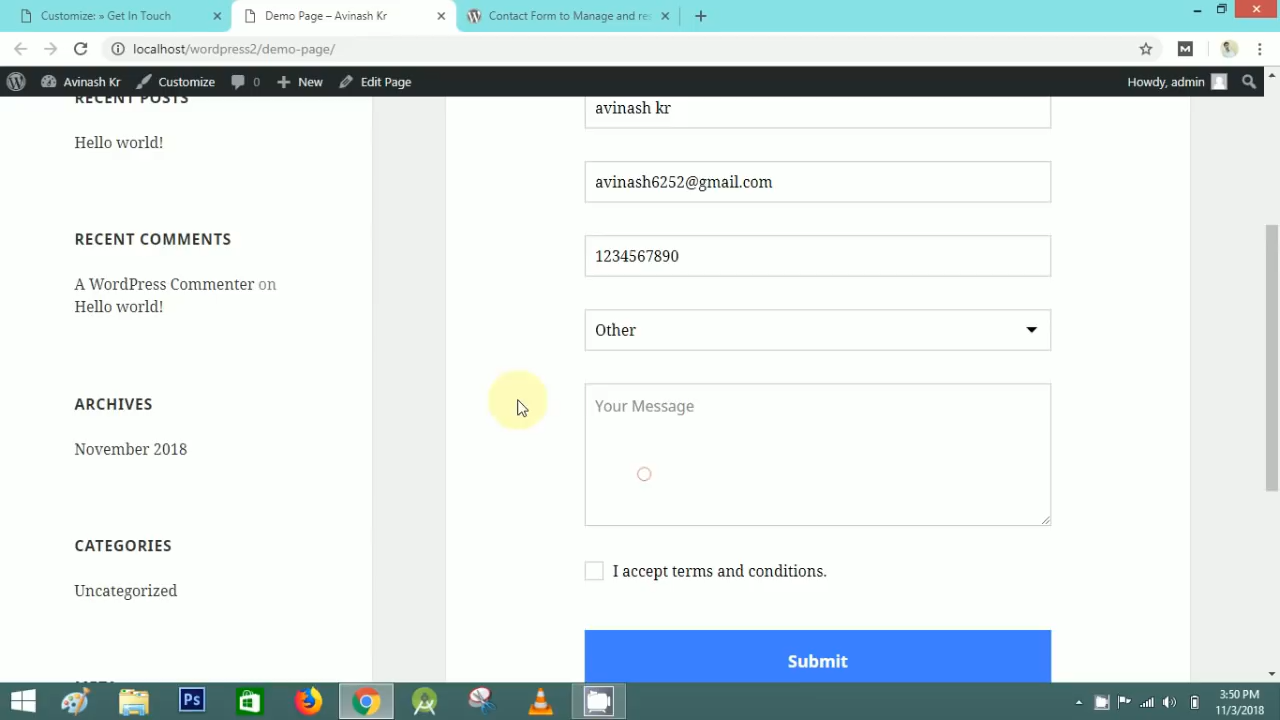 Customize: » Get In Touch
Demo Page – Avinash Kr
Contact Form to Manage and re
localhost/wordpress2/demo-page/
Avinash Kr
Customize
0
New
Edit Page
Howdy, admin
RECENT POSTS
Hello world!
RECENT COMMENTS
A WordPress Commenter on
Hello world!
ARCHIVES
November 2018
CATEGORIES
Uncategorized
avinash kr
avinash6252@gmail.com
1234567890
Other
Your Message
I accept terms and conditions.
Submit
Ps
3:50 PM
11/3/2018